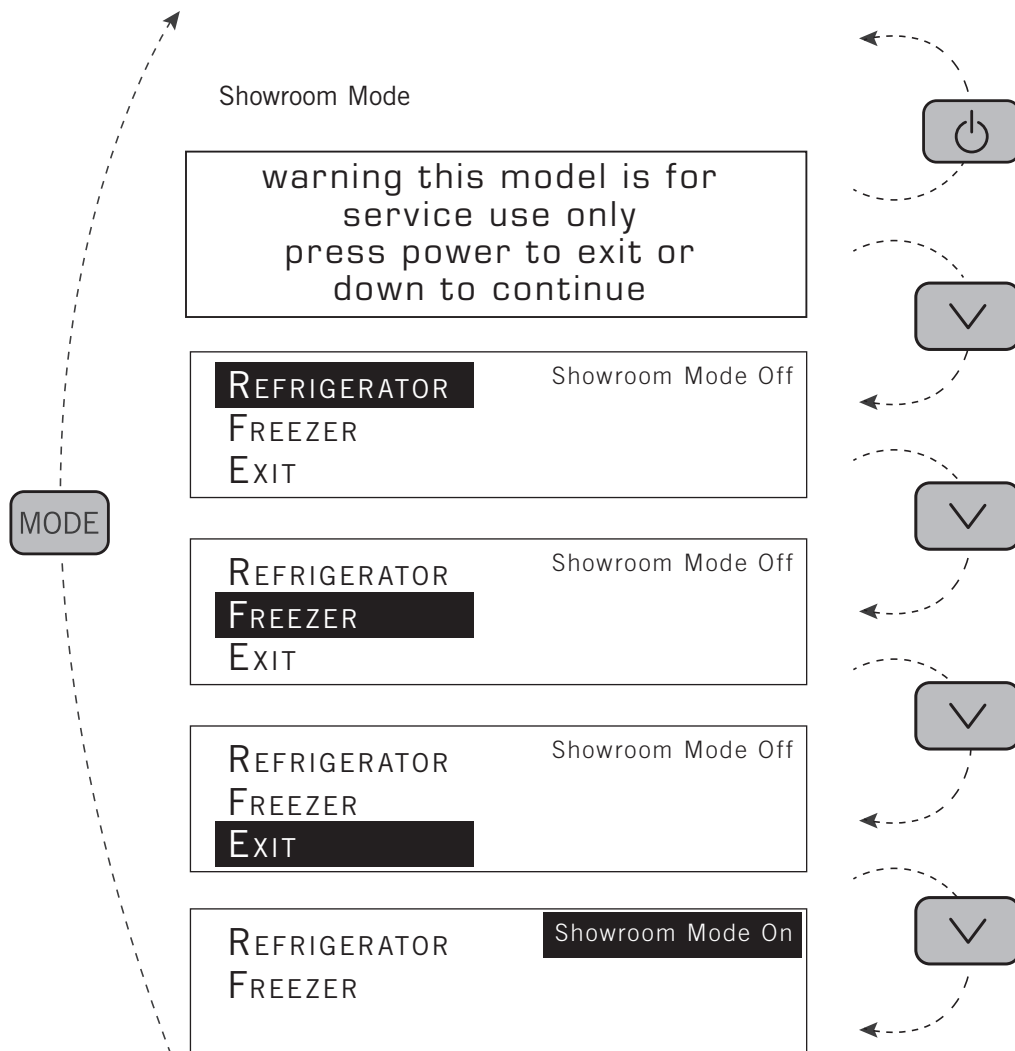 Showroom Mode
warning this model is for
service use only
press power to exit or
down to continue
REFRIGERATOR Showroom Mode Off
FREEZER
EXIT
MODE
REFRIGERATOR Showroom Mode Off
FREEZER
EXIT
REFRIGERATOR Showroom Mode Off
FREEZER
EXIT
REFRIGERATOR Showroom Mode On
FREEZER